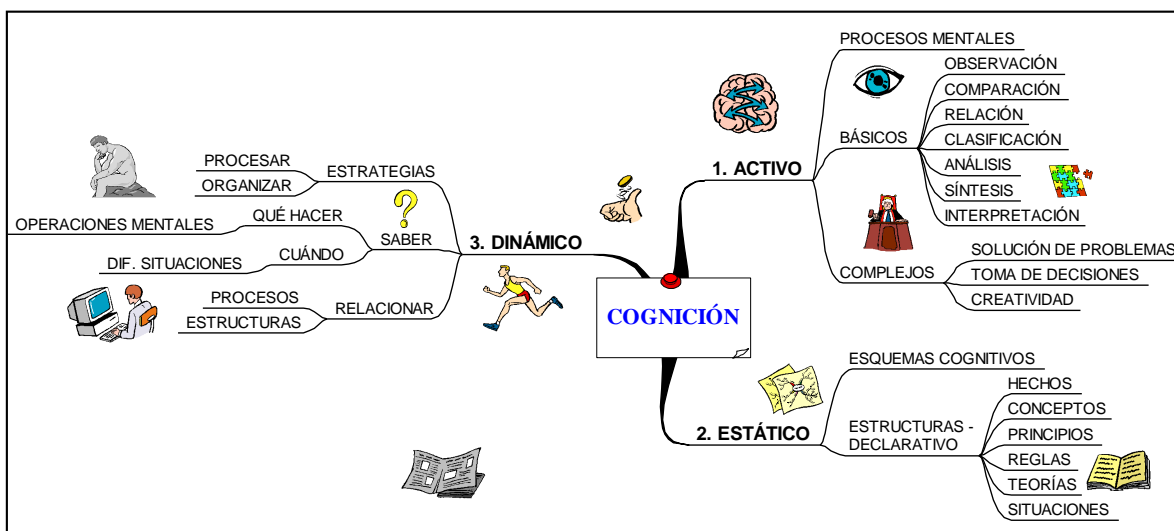 COGNICIÓN
1. ACTIVO
PROCESOS MENTALES
BÁSICOS
OBSERVACIÓN
COMPARACIÓN
RELACIÓN
CLASIFICACIÓN
ANÁLISIS
SÍNTESIS
INTERPRETACIÓN
COMPLEJOS
SOLUCIÓN DE PROBLEMAS
TOMA DE DECISIONES
CREATIVIDAD
2. ESTÁTICO
ESQUEMAS COGNITIVOS
ESTRUCTURAS -
DECLARATIVO
HECHOS
CONCEPTOS
PRINCIPIOS
REGLAS
TEORÍAS
SITUACIONES
3. DINÁMICO
ESTRATEGIAS
PROCESAR
ORGANIZAR
SABER
QUÉ HACER
OPERACIONES MENTALES
CUÁNDO
DIF. SITUACIONES
RELACIONAR
PROCESOS
ESTRUCTURAS
?